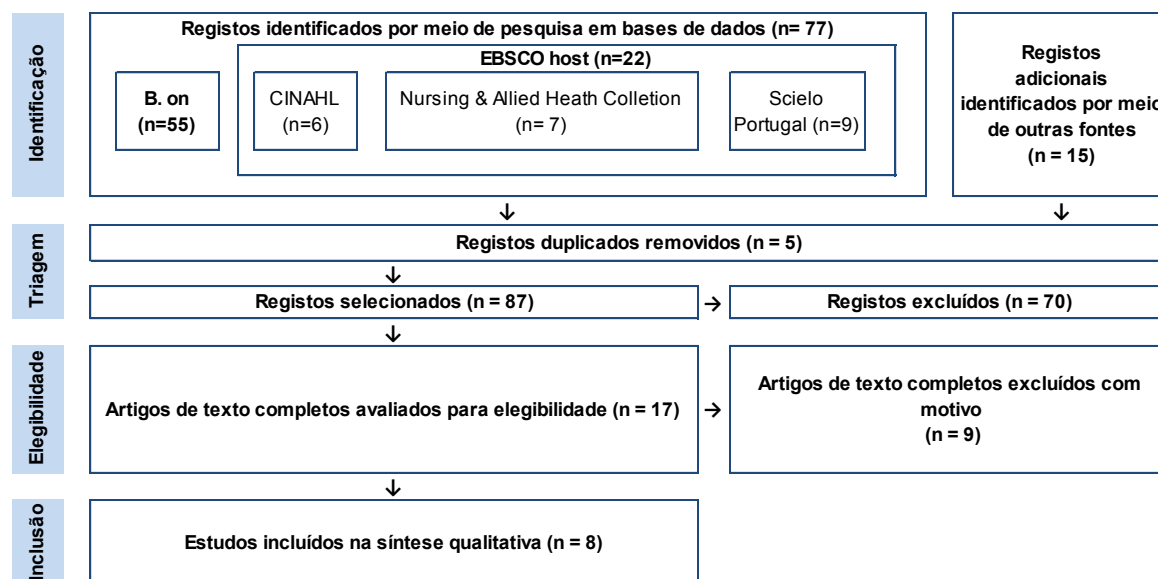 Identificação
Registos identificados por meio de pesquisa em bases de dados (n= 77)
EBSCO host (n=22)
B. on
(n=55)
CINAHL
(n=6)
Nursing & Allied Heath Colletion
(n= 7)
Scielo
Portugal (n=9)
Registos
adicionais
identificados por meio
de outras fontes
(n = 15)
Triagem
Registos duplicados removidos (n = 5)
Registos selecionados (n = 87)
Registos excluídos (n = 70)
Elegibilidade
Artigos de texto completos avaliados para elegibilidade (n = 17)
Artigos de texto completos excluídos com
motivo
(n = 9)
Inclusão
Estudos incluídos na síntese qualitativa (n = 8)